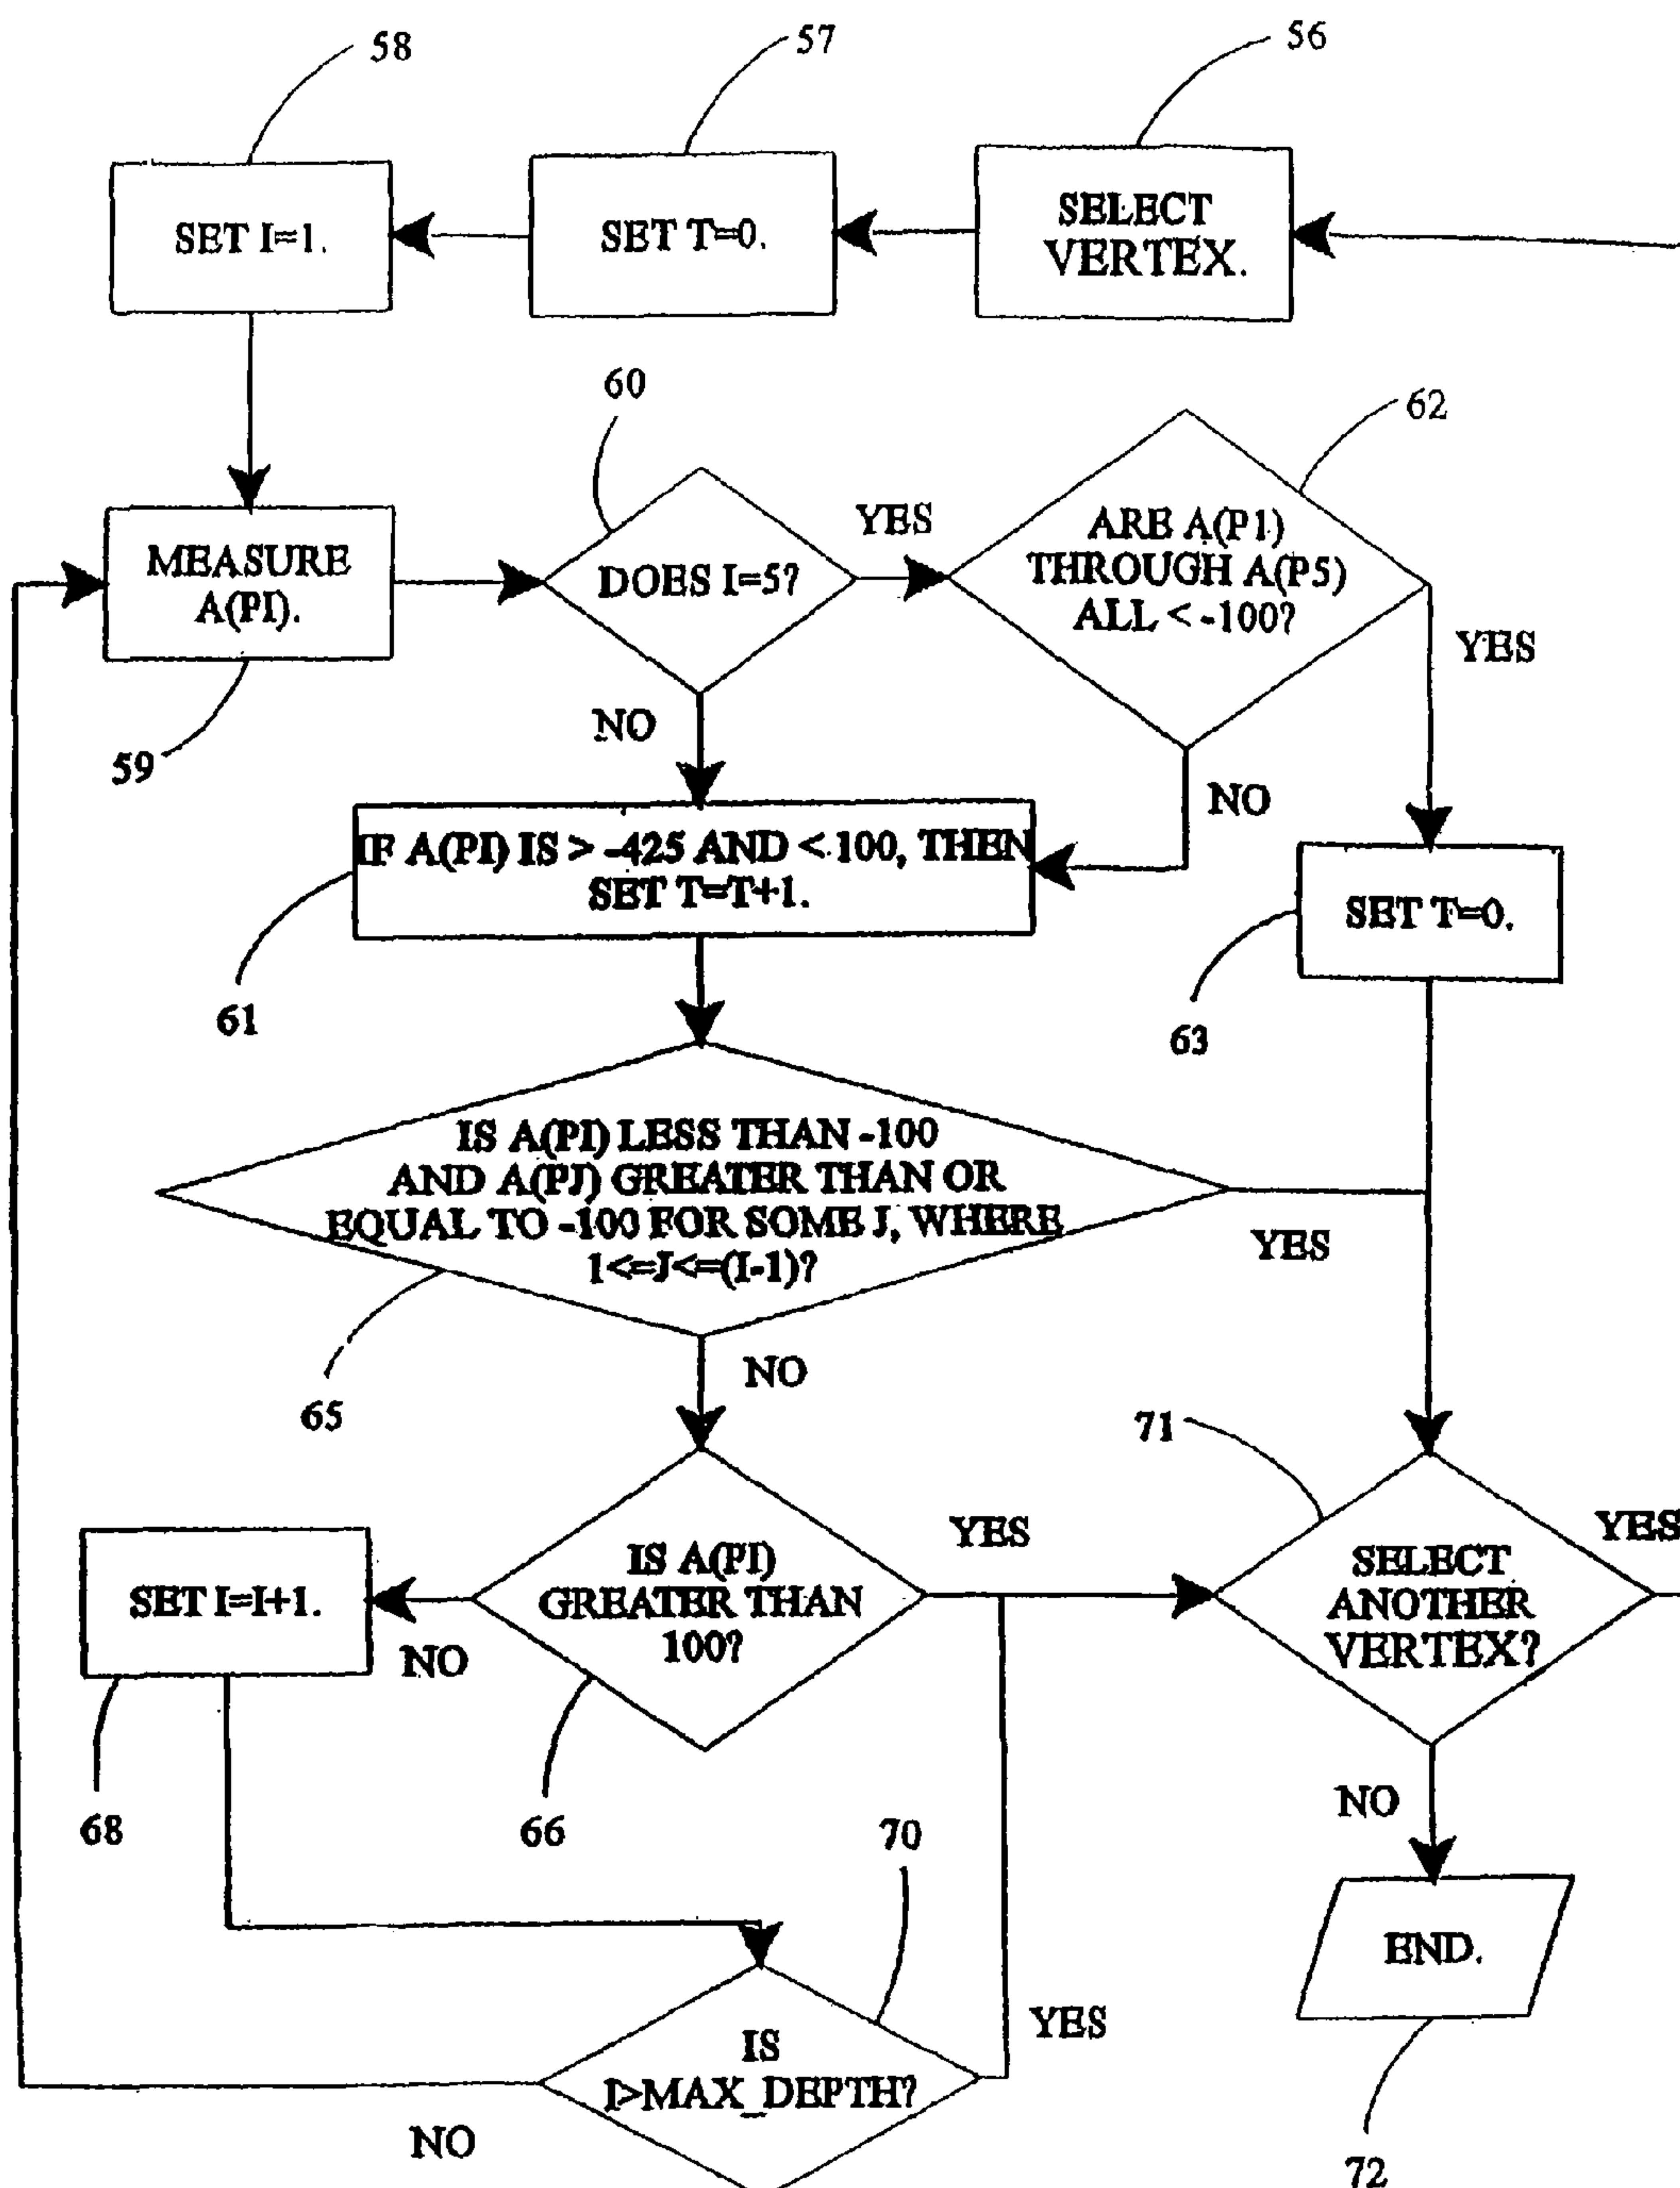 58
57
56
SET I=1.
SET T=0.
SELECT
VERTEX.
60
62
MEASURE
A(PI).
DOES I=5?
YES
ARE A(P1)
THROUGH A(P5)
ALL < -100?
YES
59
NO
NO
IF A(PI) IS > -425 AND < 100, THEN
SET T=T+1.
SET T=0.
61
63
IS A(PI) LESS THAN -100
AND A(PJ) GREATER THAN OR
EQUAL TO -100 FOR SOME J, WHERE
1<=J<=(I-1)?
YES
65
NO
71
SET I=I+1.
NO
IS A(PI)
GREATER THAN
100?
YES
SELECT
ANOTHER
VERTEX?
YES
68
66
70
NO
END.
IS
I>MAX_DEPTH?
YES
NO
72